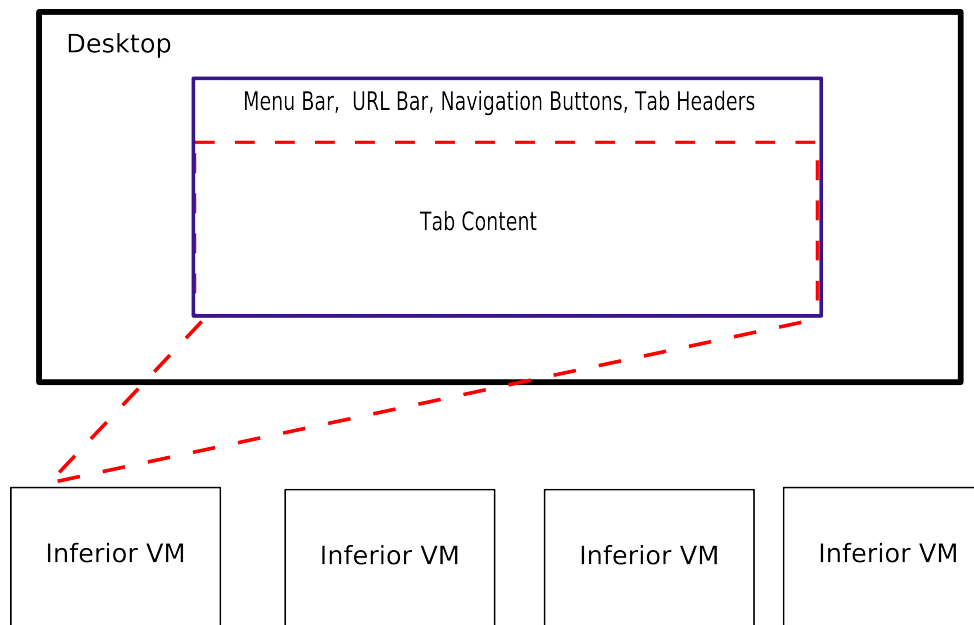 Desktop
Menu Bar,  URL Bar, Navigation Buttons, Tab Headers
Tab Content
Inferior VM
Inferior VM
Inferior VM
Inferior VM